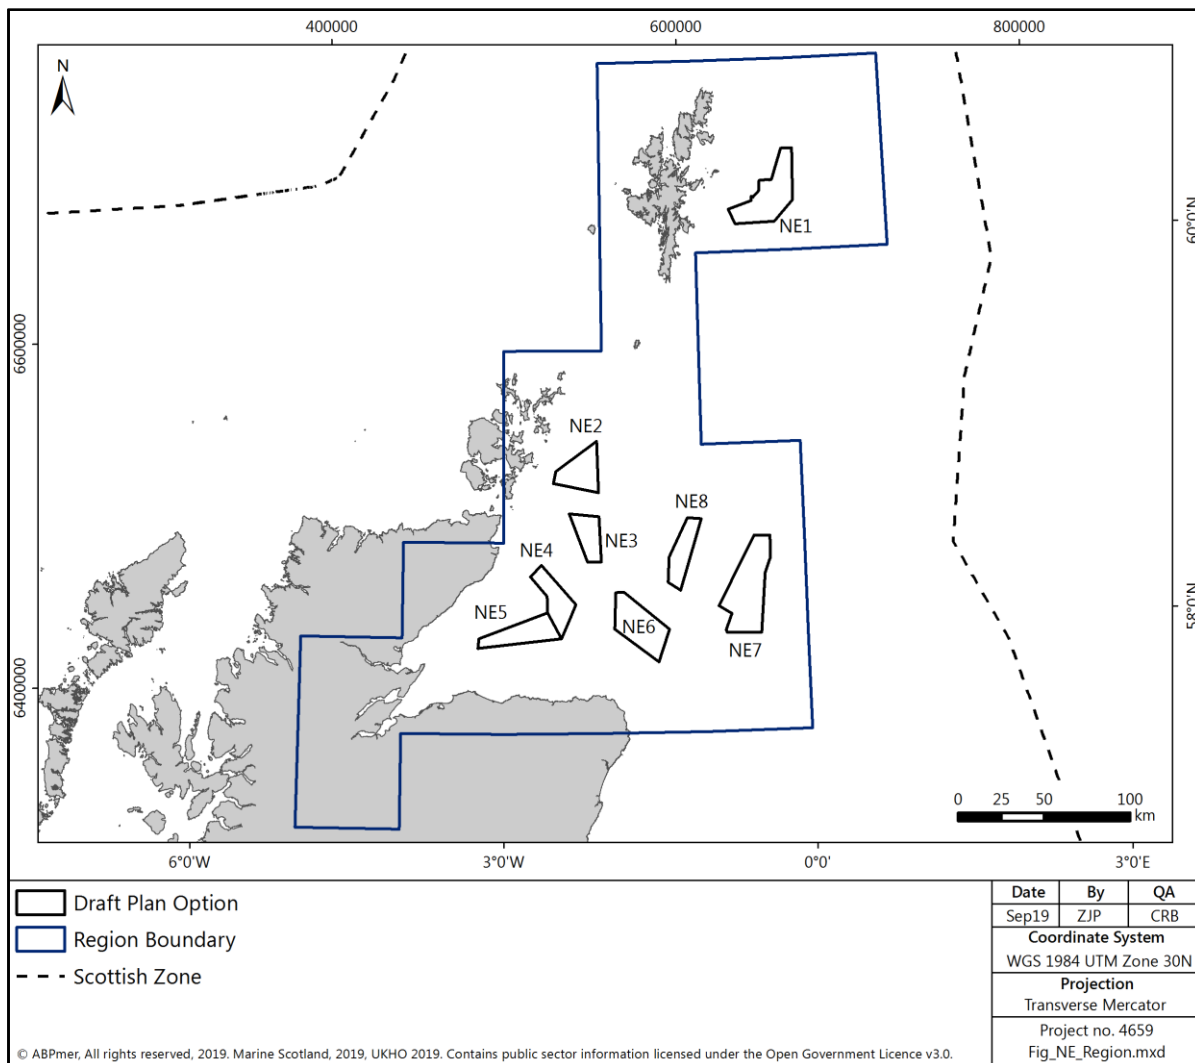 400000 600000 800000
N
60°0'N
NE1
6600000
NE2
NE8
NE3
NE4
58°0'N
NE5
NE6
NE7
6400000
0 25 50 100
km
6°0'W 3°0'W 0°0' 3°0'E
Draft Plan Option
Region Boundary
Scottish Zone
Date By QA
Sep19 ZJP CRB
Coordinate System
WGS 1984 UTM Zone 30N
Projection
Transverse Mercator
Project no. 4659
Fig_NE_Region.mxd
© ABPmer, All rights reserved, 2019. Marine Scotland, 2019, UKHO 2019. Contains public sector information licensed under the Open Government Licence v3.0.